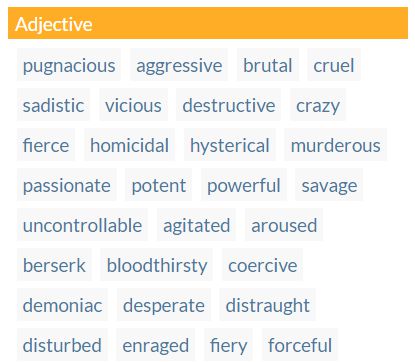 Adjective
pugnacious aggressive brutal cruel
sadistic vicious destructive crazy
fierce homicidal hysterical murderous
passionate potent powerful savage
uncontrollable agitated aroused
berserk bloodthirsty coercive
demoniac desperate distraught
disturbed enraged fiery forceful